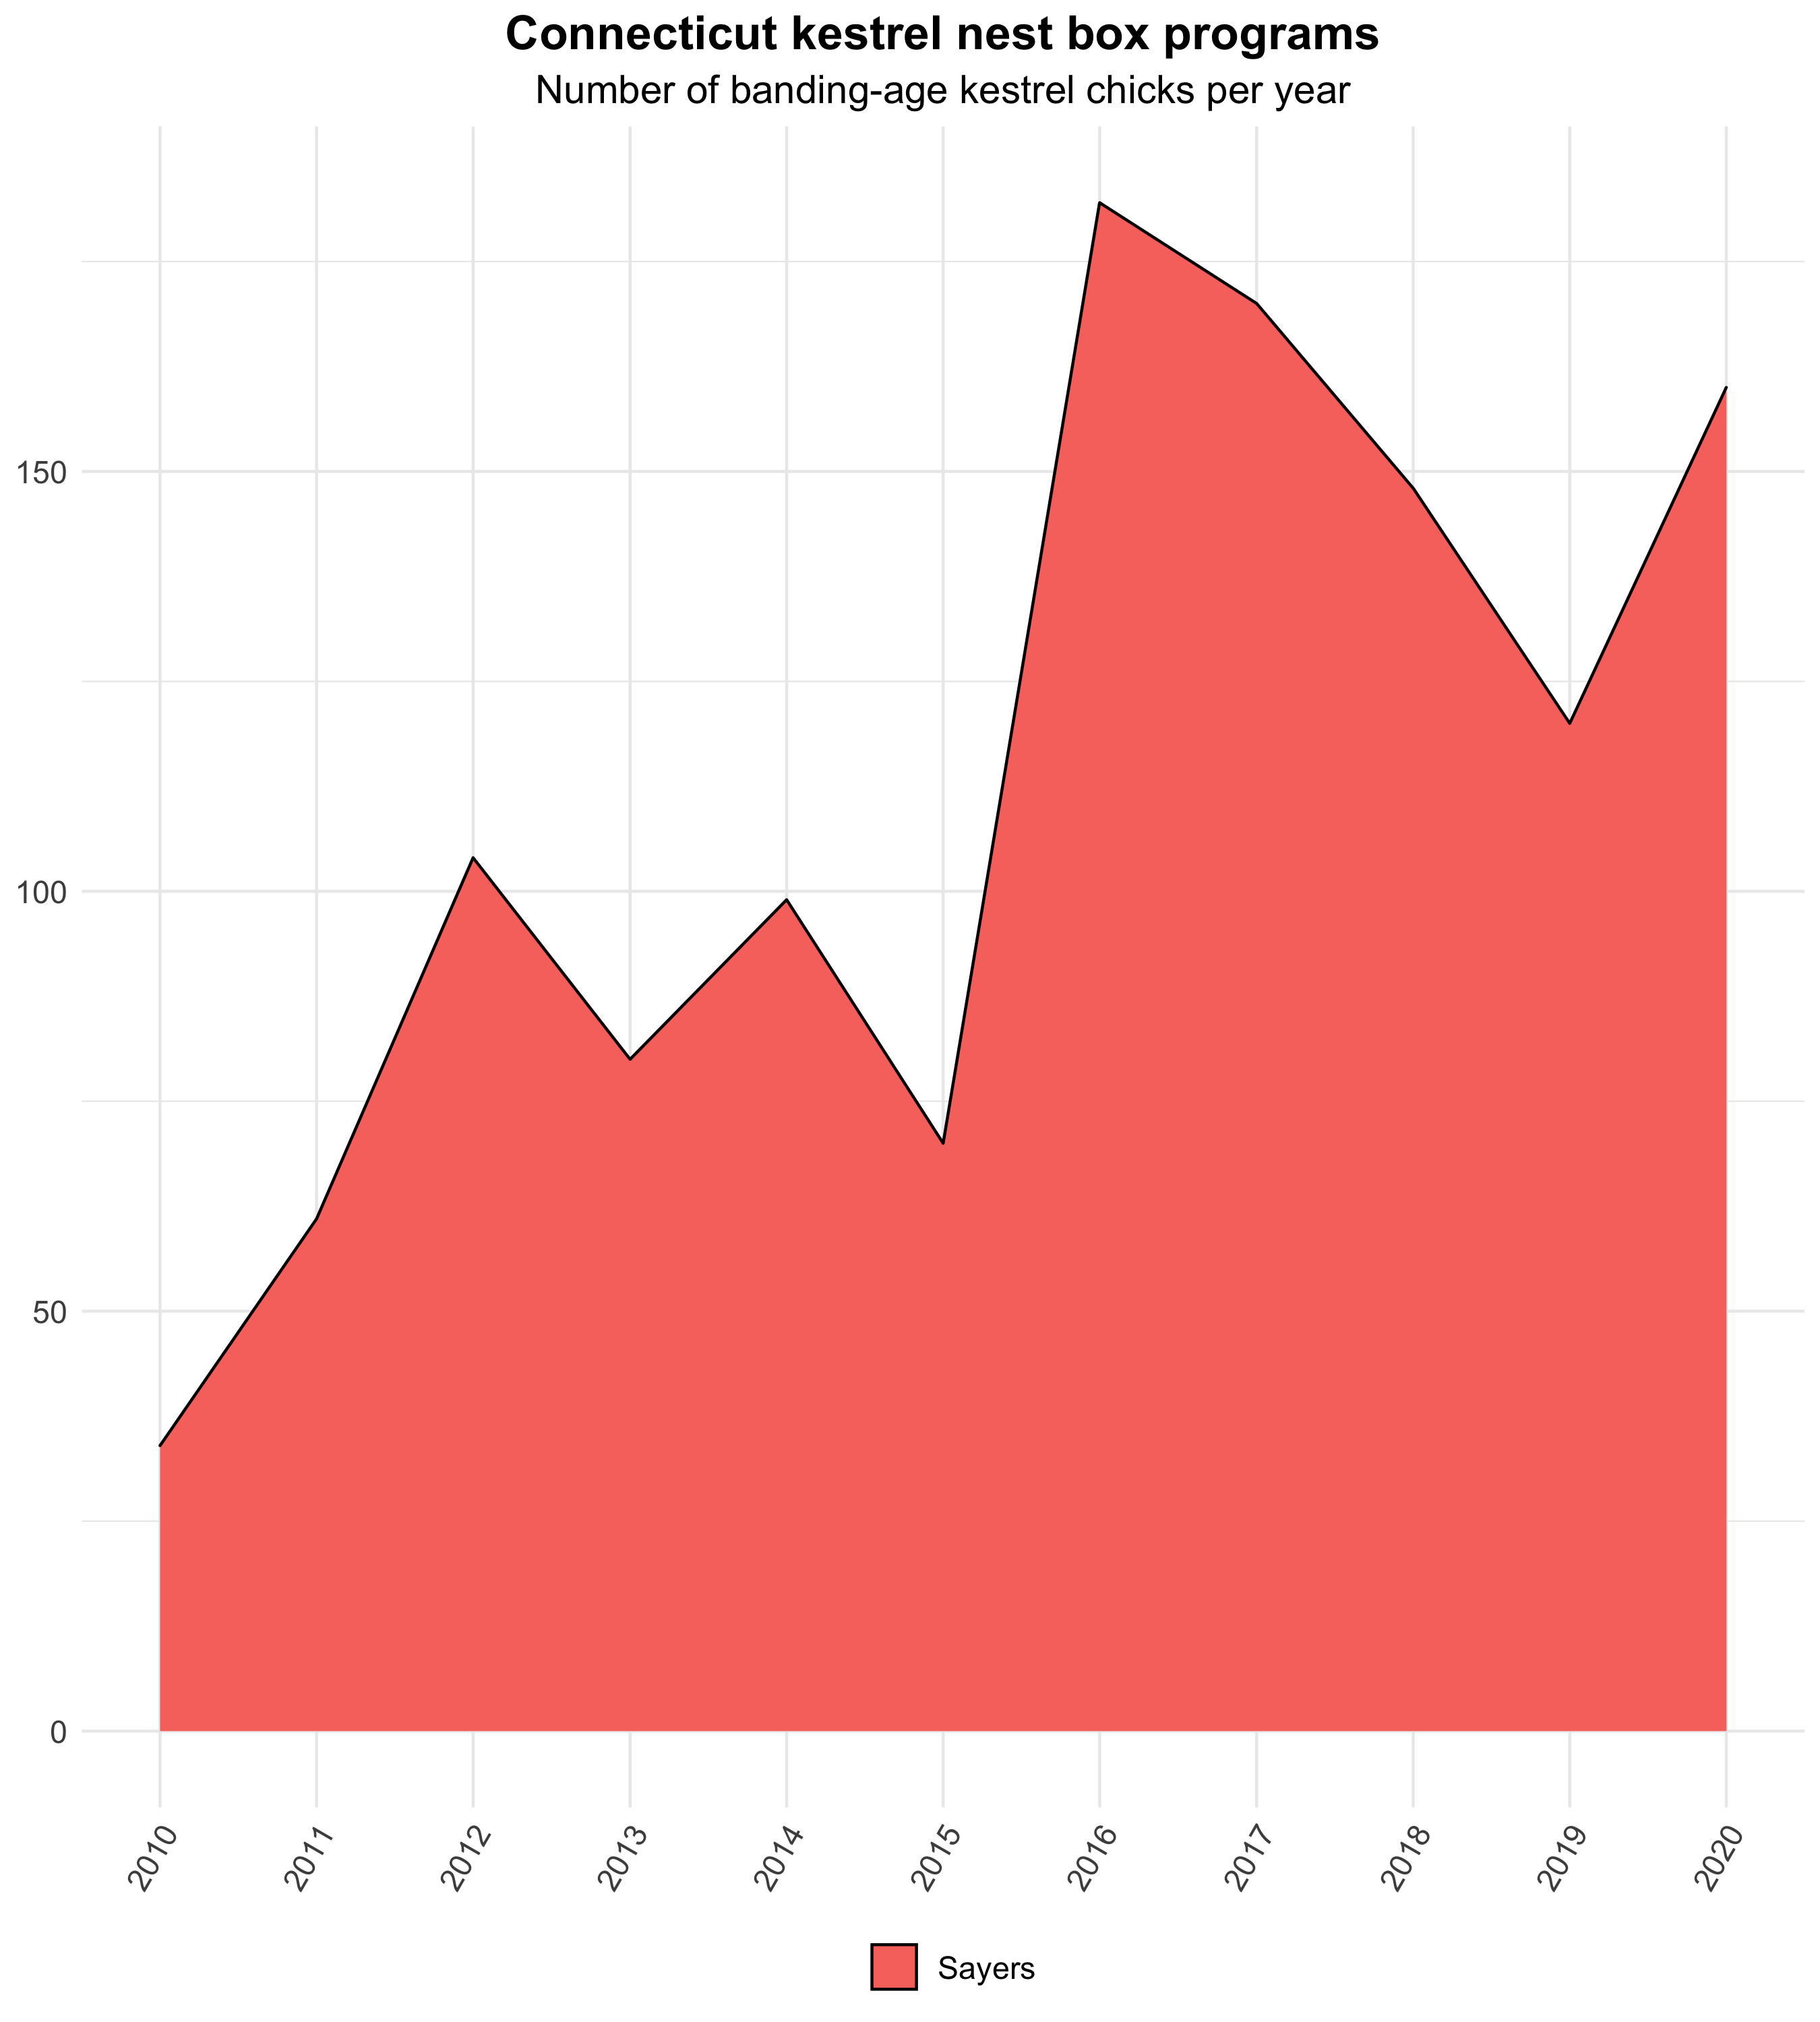 Connecticut kestrel nest box programs
Number of banding-age kestrel chicks per year
150
100
50
0
2010 2011 2012 2013 2014 2015 2016 2017 2018 2019 2020
Sayers